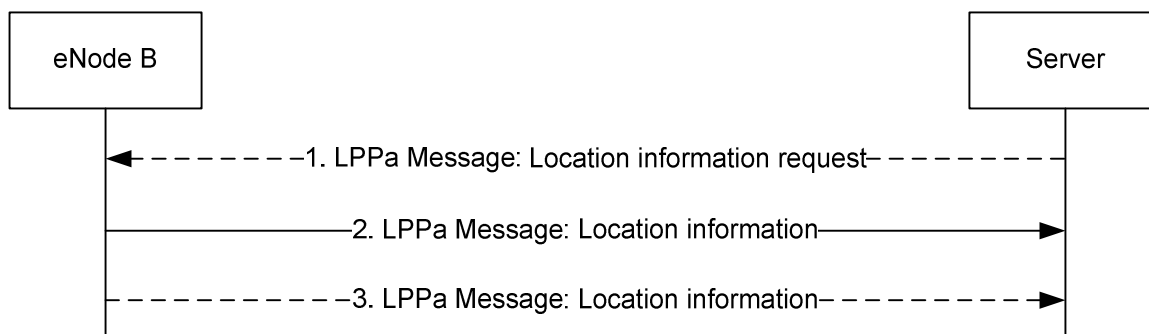 eNode B
Server
1. LPPa Message: Location information request
2. LPPa Message: Location information
3. LPPa Message: Location information